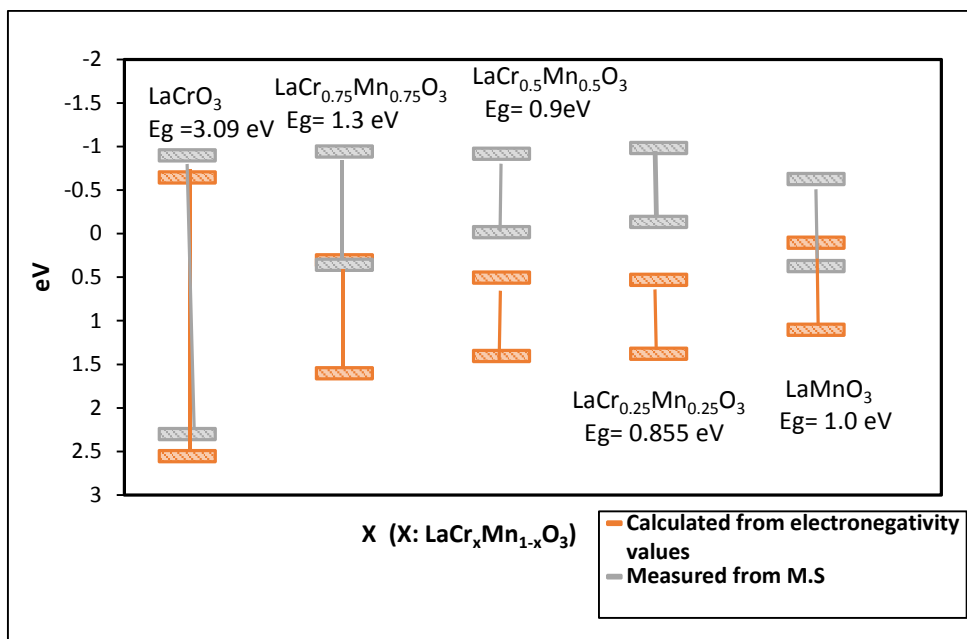 -2
-1.5
-1
-0.5
0
0.5
1
1.5
2
2.5
3
eV
LaCrO₃
Eg =3.09 eV
LaCr₀.₇₅Mn₀.₇₅O₃
Eg= 1.3 eV
LaCr₀.₅Mn₀.₅O₃
Eg= 0.9eV
LaCr₀.₂₅Mn₀.₂₅O₃
Eg= 0.855 eV
LaMnO₃
Eg= 1.0 eV
X (X: LaCrₓMn₁₋ₓO₃)
Calculated from electronegativity
values
Measured from M.S